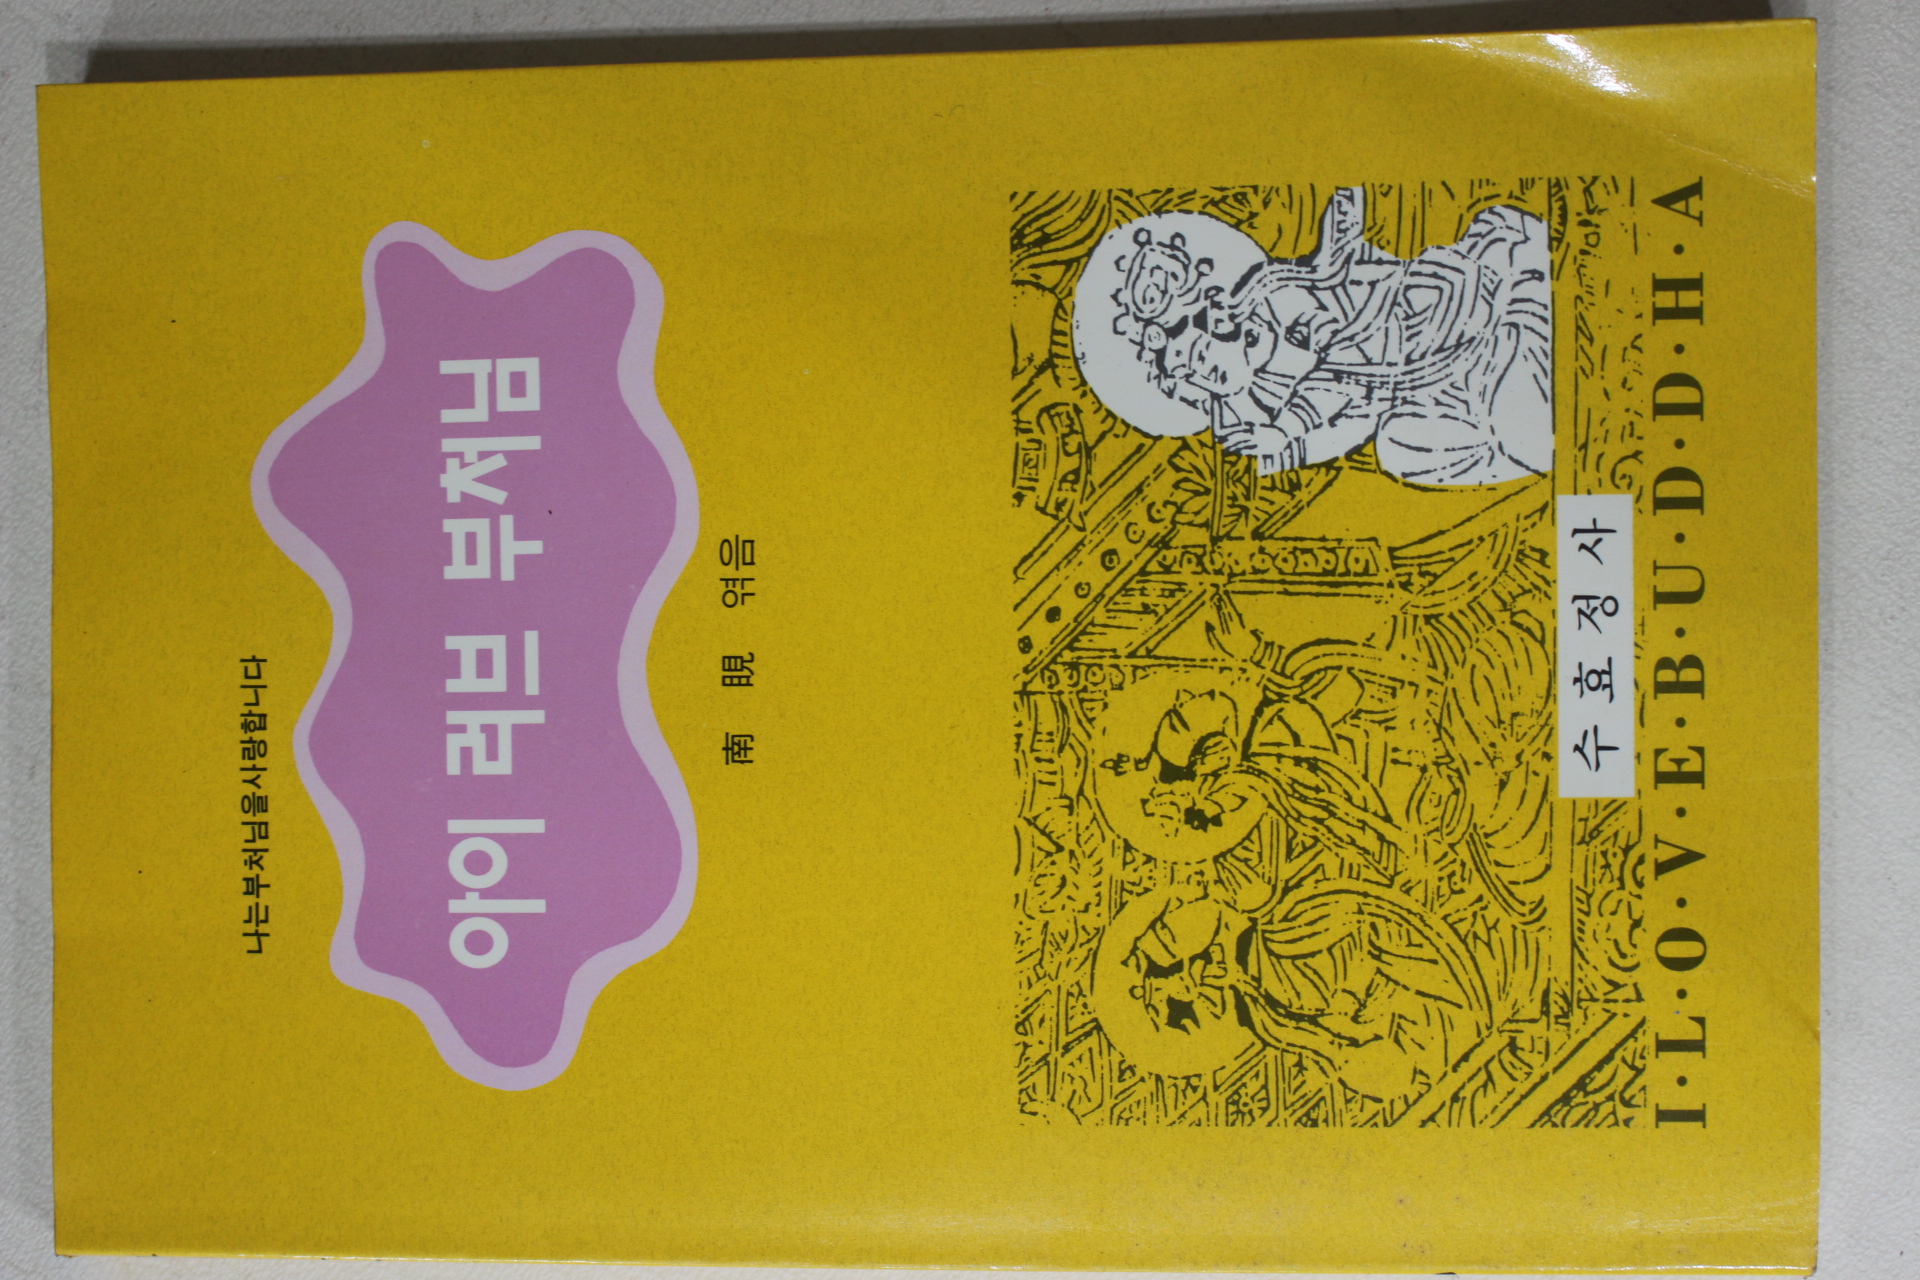 나는부처님을사랑합니다
아이 러브 부처님
南 睍 엮음
수효정사
I·L·O·V·E·B·U·D·D·H·A